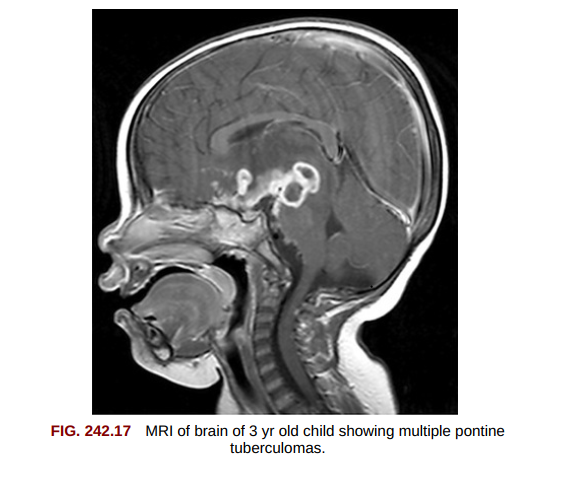 FIG. 242.17 MRI of brain of 3 yr old child showing multiple pontine
tuberculomas.